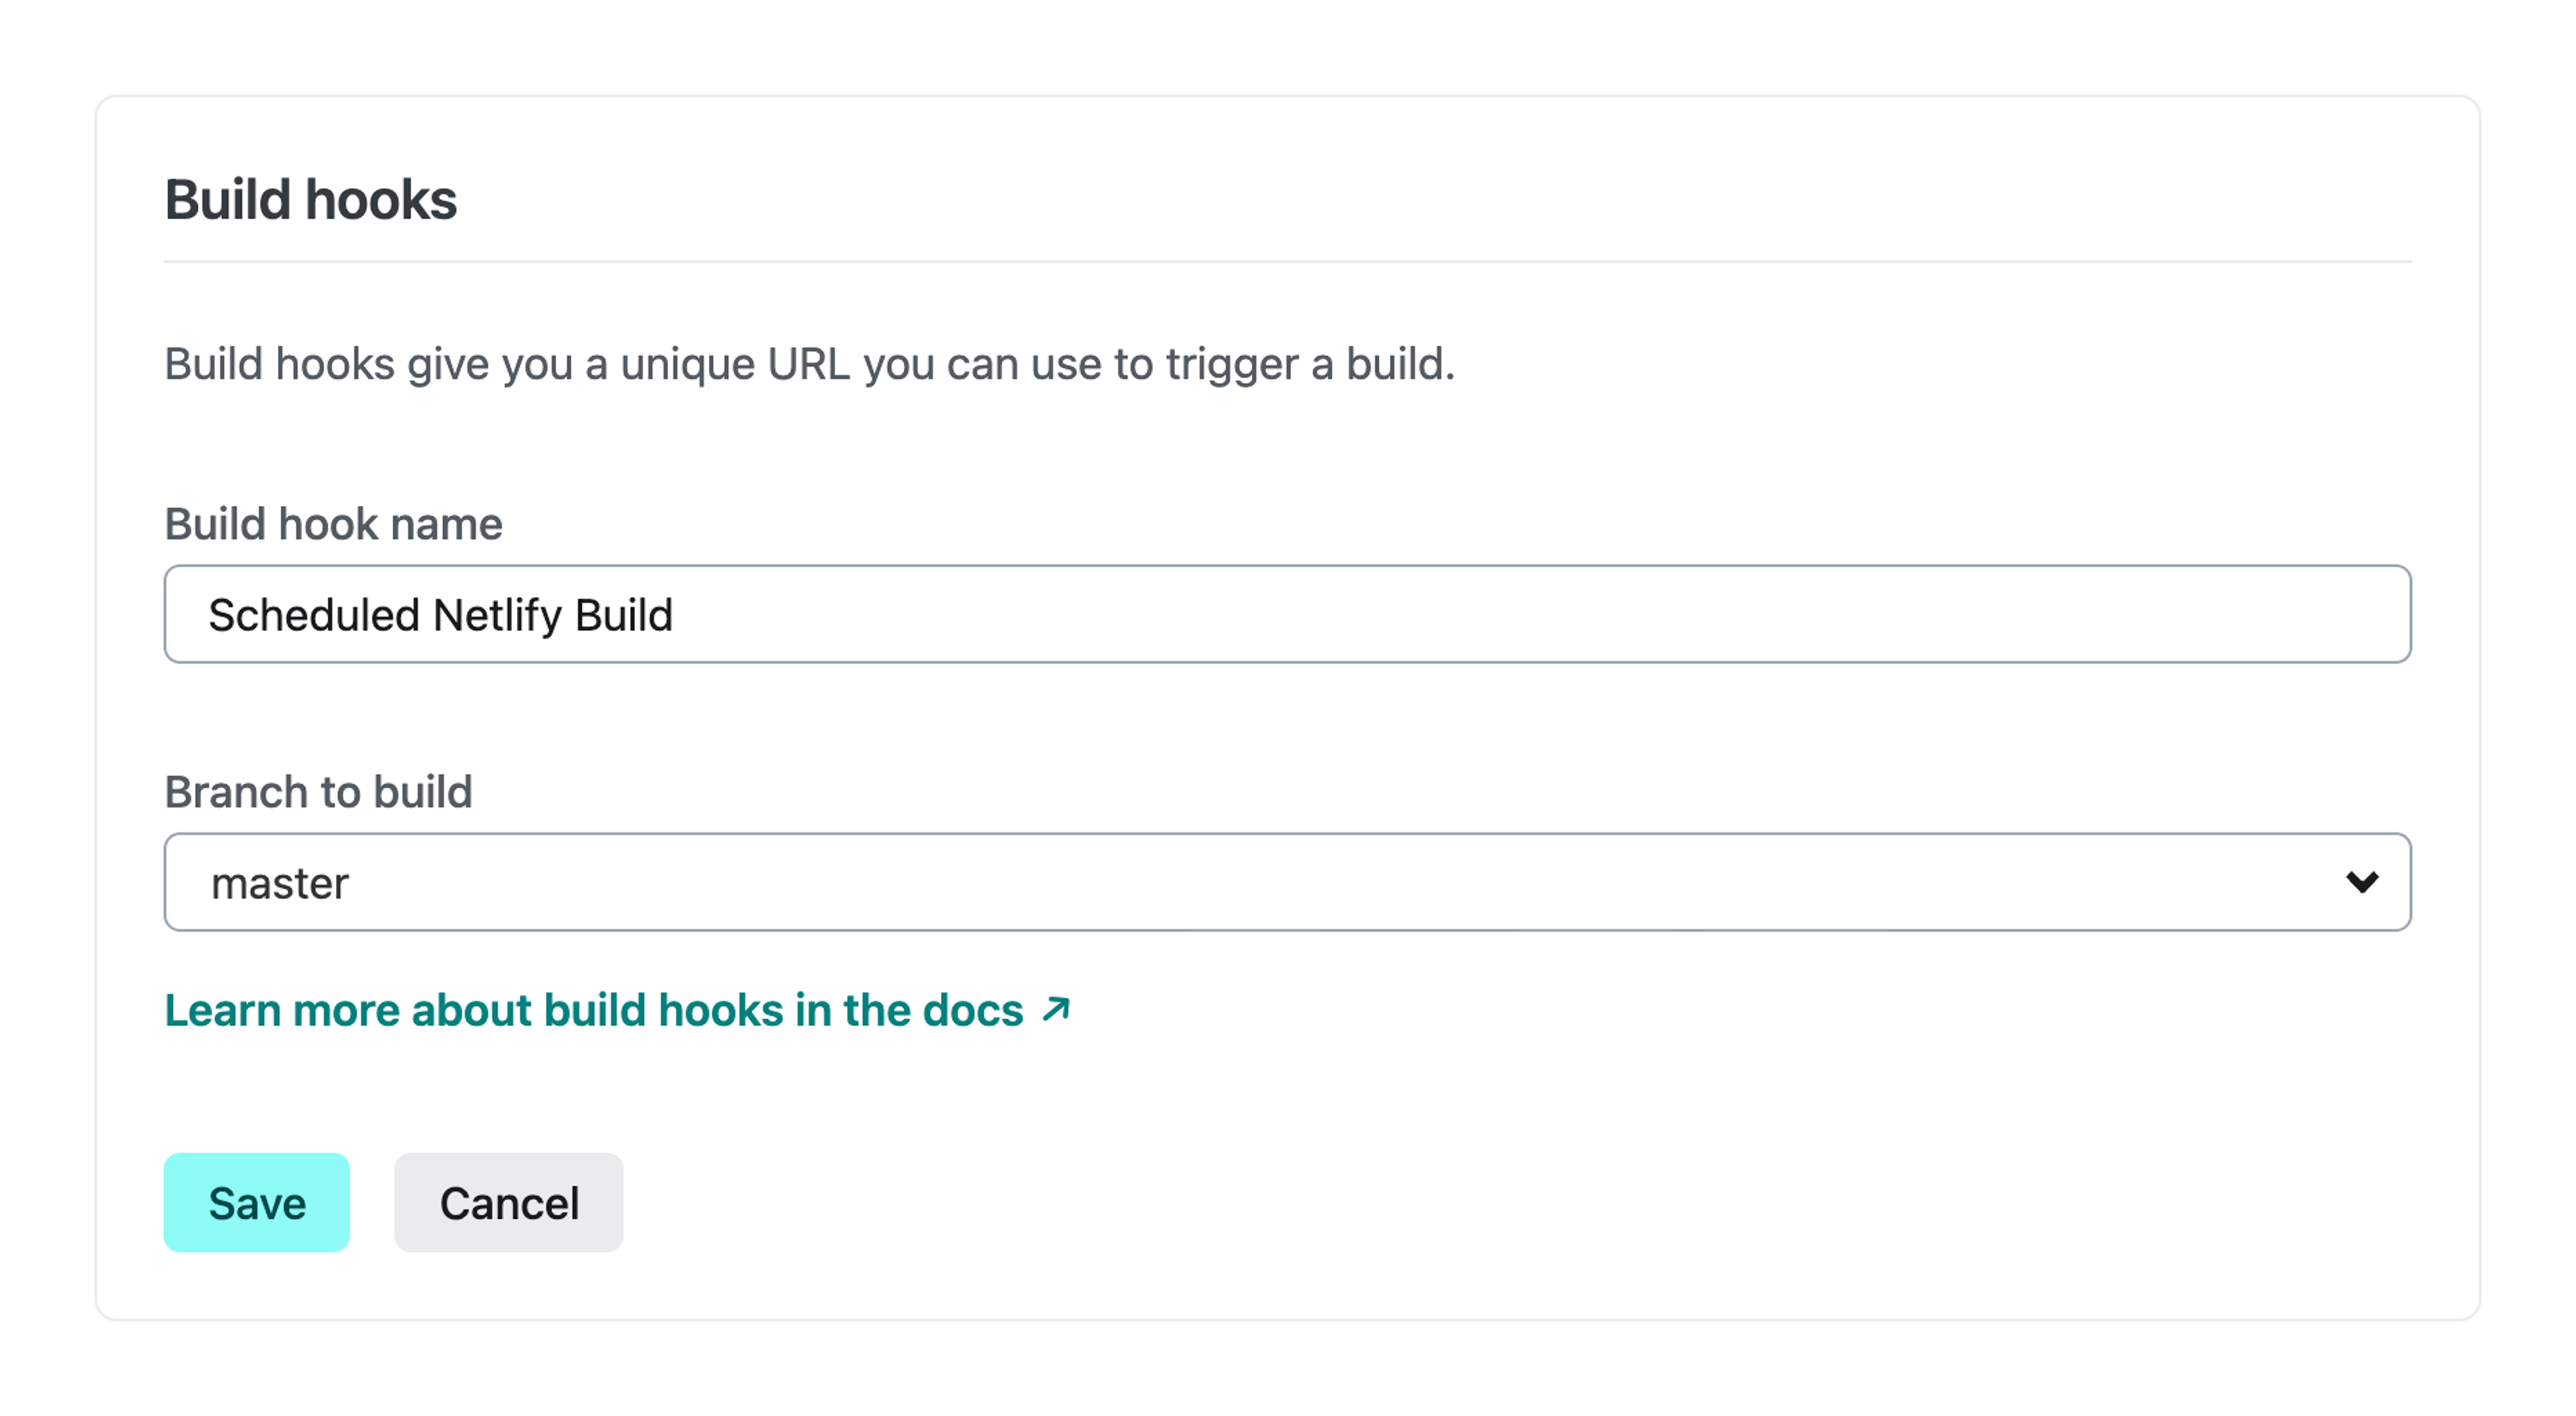 Build hooks
Build hooks give you a unique URL you can use to trigger a build.
Build hook name
Scheduled Netlify Build
Branch to build
master
Learn more about build hooks in the docs ↗
Save
Cancel